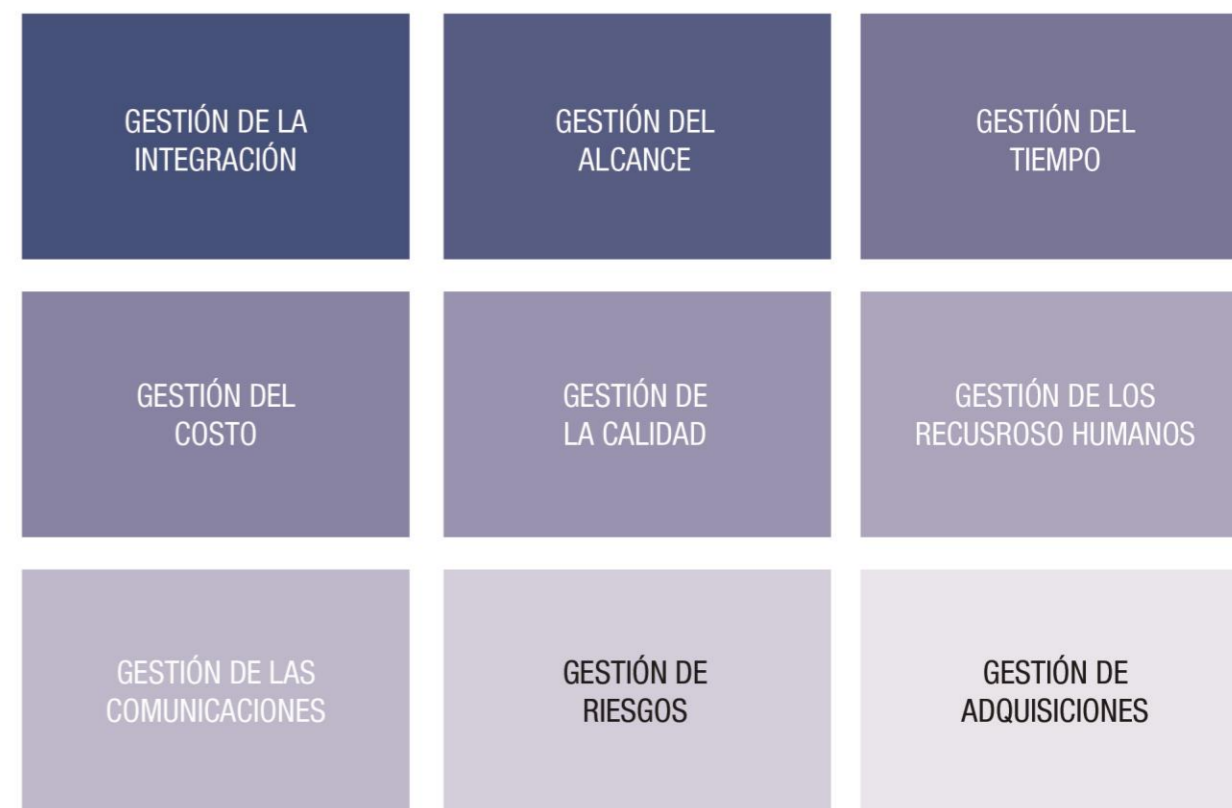 GESTIÓN DE LA
INTEGRACIÓN
GESTIÓN DEL
ALCANCE
GESTIÓN DEL
TIEMPO
GESTIÓN DEL
COSTO
GESTIÓN DE
LA CALIDAD
GESTIÓN DE LOS
RECUSROSO HUMANOS
GESTIÓN DE LAS
COMUNICACIONES
GESTIÓN DE
RIESGOS
GESTIÓN DE
ADQUISICIONES